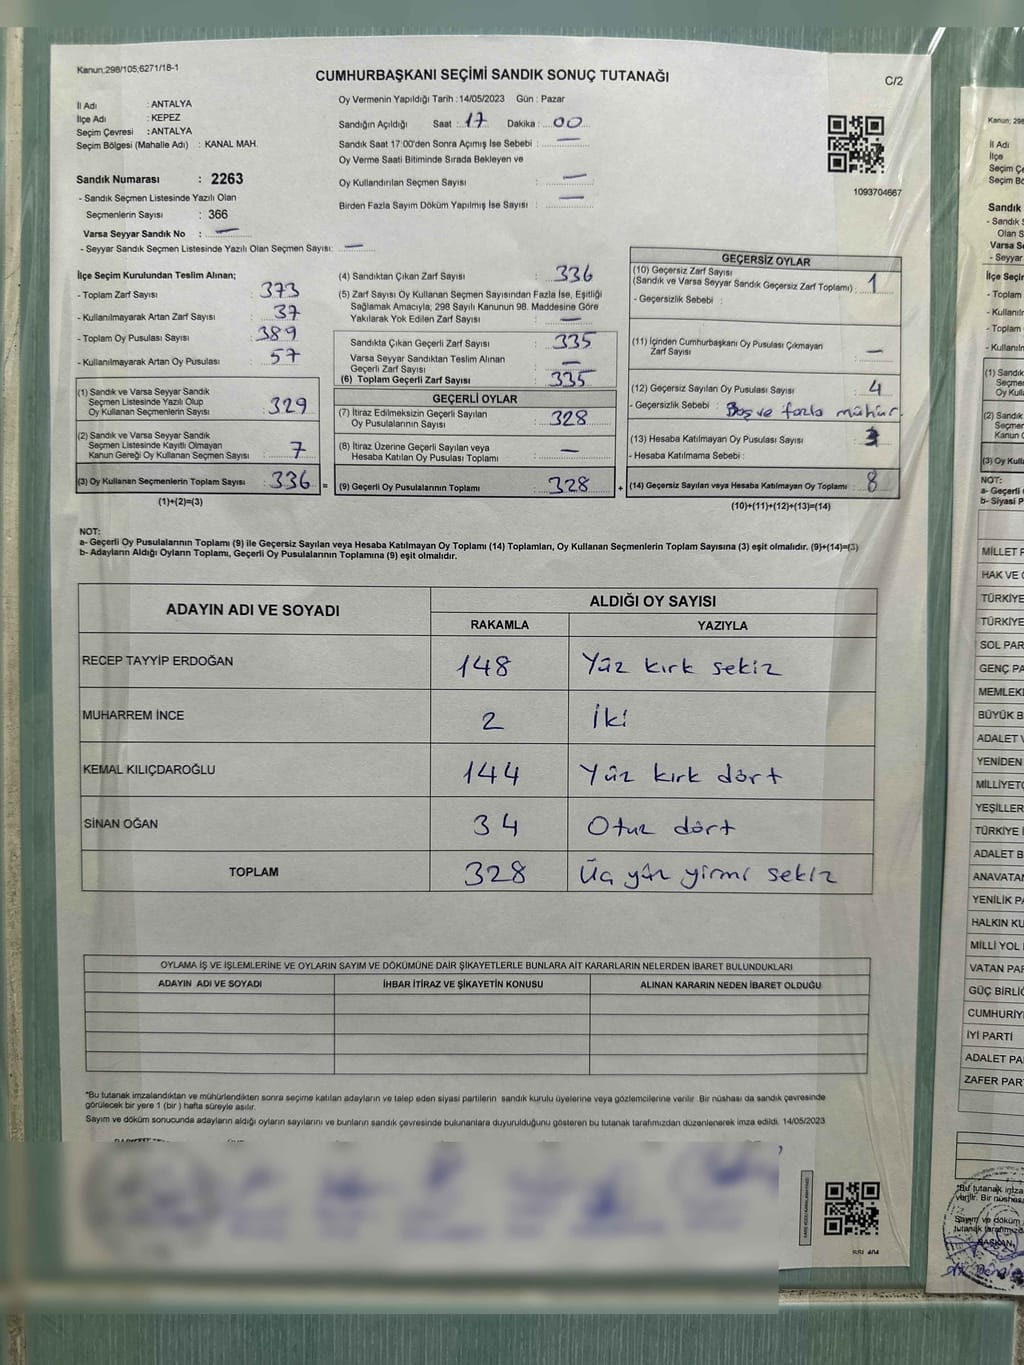 Kanun;298/105;6271/18-1
CUMHURBAŞKANI SEÇİMİ SANDIK SONUÇ TUTANAĞI
C/2
İl Adı : ANTALYA
İlçe Adı : KEPEZ
Seçim Çevresi : ANTALYA
Seçim Bölgesi (Mahalle Adı) : KANAL MAH.
Oy Vermenin Yapıldığı Tarih : 14/05/2023 Gün : Pazar
Sandığın Açıldığı Saat : 17 Dakika : 00
Sandık Saat 17:00'den Sonra Açımış İse Sebebi : —
Oy Verme Saati Bitiminde Sırada Bekleyen ve
Oy Kullandırılan Seçmen Sayısı : —
Birden Fazla Sayım Döküm Yapılmış İse Sayısı : —
1093704667
Sandık Numarası : 2263
- Sandık Seçmen Listesinde Yazılı Olan
Seçmenlerin Sayısı : 366
Varsa Seyyar Sandık No : —
- Seyyar Sandık Seçmen Listesinde Yazılı Olan Seçmen Sayısı: —
İlçe Seçim Kurulundan Teslim Alınan;
- Toplam Zarf Sayısı : 373
- Kullanılmayarak Artan Zarf Sayısı : 37
- Toplam Oy Pusulası Sayısı : 389
- Kullanılmayarak Artan Oy Pusulası : 57
(1) Sandık ve Varsa Seyyar Sandık
Seçmen Listesinde Yazılı Olup
Oy Kullanan Seçmenlerin Sayısı : 329
(2) Sandık ve Varsa Seyyar Sandık
Seçmen Listesinde Kayıtlı Olmayan
Kanun Gereği Oy Kullanan Seçmen Sayısı : 7
(3) Oy Kullanan Seçmenlerin Toplam Sayısı : 336 =
(1)+(2)=(3)
(4) Sandıktan Çıkan Zarf Sayısı : 336
(5) Zarf Sayısı Oy Kullanan Seçmen Sayısından Fazla İse, Eşitliği
Sağlamak Amacıyla, 298 Sayılı Kanunun 98. Maddesine Göre
Yakılarak Yok Edilen Zarf Sayısı : —
Sandıkta Çıkan Geçerli Zarf Sayısı : 335
Varsa Seyyar Sandıktan Teslim Alınan
Geçerli Zarf Sayısı : —
(6) Toplam Geçerli Zarf Sayısı : 335
GEÇERLİ OYLAR
(7) İtiraz Edilmeksizin Geçerli Sayılan
Oy Pusulalarının Sayısı : 328
(8) İtiraz Üzerine Geçerli Sayılan veya
Hesaba Katılan Oy Pusulası Toplamı : —
(9) Geçerli Oy Pusulalarının Toplamı : 328 +
GEÇERSİZ OYLAR
(10) Geçersiz Zarf Sayısı
(Sandık ve Varsa Seyyar Sandık Geçersiz Zarf Toplamı) : 1
- Geçersizlik Sebebi :
(11) İçinden Cumhurbaşkanı Oy Pusulası Çıkmayan
Zarf Sayısı : —
(12) Geçersiz Sayılan Oy Pusulası Sayısı : 4
- Geçersizlik Sebebi : Boş ve fazla mühür.
(13) Hesaba Katılmayan Oy Pusulası Sayısı : 3
- Hesaba Katılmama Sebebi :
(14) Geçersiz Sayılan veya Hesaba Katılmayan Oy Toplamı : 8
(10)+(11)+(12)+(13)=(14)
NOT:
a- Geçerli Oy Pusulalarının Toplamı (9) ile Geçersiz Sayılan veya Hesaba Katılmayan Oy Toplamı (14) Toplamları, Oy Kullanan Seçmenlerin Toplam Sayısına (3) eşit olmalıdır. (9)+(14)=(3)
b- Adayların Aldığı Oyların Toplamı, Geçerli Oy Pusulalarının Toplamına (9) eşit olmalıdır.
ADAYIN ADI VE SOYADI
ALDIĞI OY SAYISI
RAKAMLA YAZIYLA
RECEP TAYYİP ERDOĞAN 148 Yüz kırk sekiz
MUHARREM İNCE 2 İki
KEMAL KILIÇDAROĞLU 144 Yüz kırk dört
SİNAN OĞAN 34 Otuz dört
TOPLAM 328 Üç yüz yirmi sekiz
OYLAMA İŞ VE İŞLEMLERİNE VE OYLARIN SAYIM VE DÖKÜMÜNE DAİR ŞİKAYETLERLE BUNLARA AİT KARARLARIN NELERDEN İBARET BULUNDUKLARI
ADAYIN ADI VE SOYADI İHBAR İTİRAZ VE ŞİKAYETİN KONUSU ALINAN KARARIN NEDEN İBARET OLDUĞU
*Bu tutanak imzalandıktan ve mühürlendikten sonra seçime katılan adayların ve talep eden siyasi partilerin sandık kurulu üyelerine veya gözlemcilerine verilir. Bir nüshası da sandık çevresinde
görülecek bir yere 1 (bir) hafta süreyle asılır.
Sayım ve döküm sonucunda adayların aldığı oyların sayılarını ve bunların sandık çevresinde bulunanlara duyurulduğunu gösteren bu tutanak tarafımızdan düzenlenerek imza edildi. 14/05/2023
Kanun; 298
İl Adı
İlçe
Seçim Çe
Seçim Bö
Sandık
- Sandık S
Olan S
Varsa Se
- Seyyar
İlçe Seçir
- Toplam
- Kullanılm
- Toplam
- Kullanılm
(1) Sandık
Seçme
Oy Kul
(2) Sandık
Seçmen
Kanun G
(3) Oy Kulla
NOT:
a- Geçerli
b- Siyasi P
MİLLET P
HAK VE
TÜRKİYE
TÜRKİYE
SOL PAR
GENÇ PA
MEMLEKE
BÜYÜK B
ADALET V
YENİDEN
MİLLİYETÇ
YEŞİLLER
TÜRKİYE İ
ADALET B
ANAVATAN
YENİLİK PA
HALKIN KU
MİLLİ YOL
VATAN PAR
GÜÇ BİRLİĞ
CUMHURİY
İYİ PARTİ
ADALET PA
ZAFER PAR
*Bu tutanak imza
verilir. Bir nüshas
Sayım ve döküm
tutanak tarafımızd
BAŞKAN